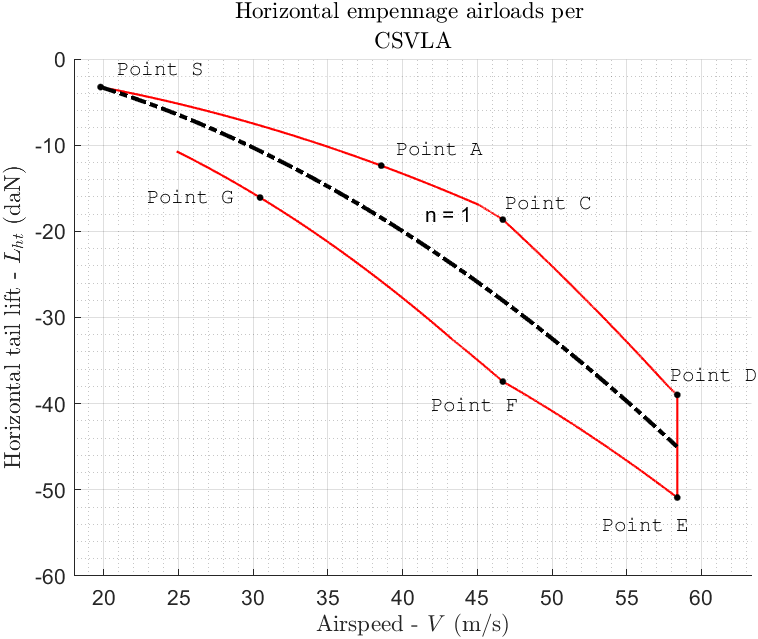 Horizontal empennage airloads per
CSVLA
Horizontal tail lift - L_ht (daN)
0
-10
-20
-30
-40
-50
-60
Point S
Point A
Point G
Point C
n = 1
Point D
Point F
Point E
20 25 30 35 40 45 50 55 60
Airspeed - V (m/s)